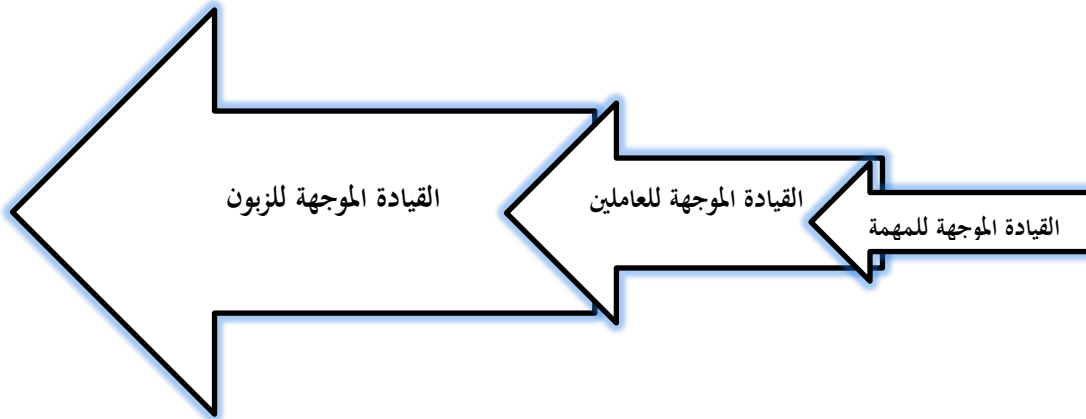 القيادة الموجهة للمهمة
القيادة الموجهة للعاملين
القيادة الموجهة للزبون